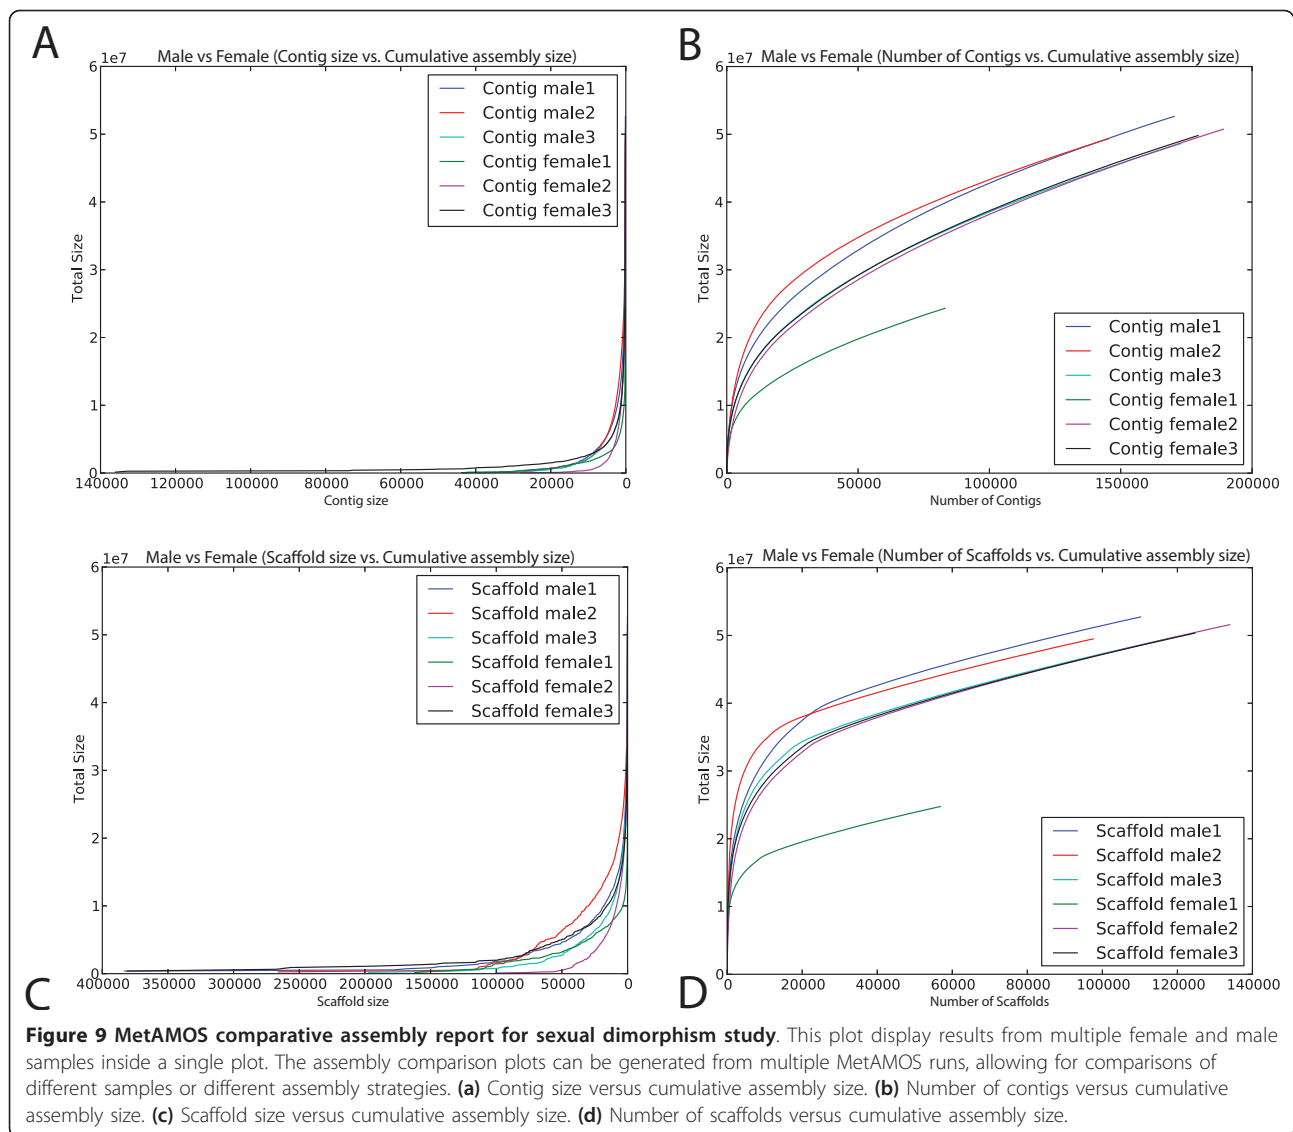 A
Male vs Female (Contig size vs. Cumulative assembly size)
1e7
6
5
4
3
2
1
0
Total Size
Contig male1
Contig male2
Contig male3
Contig female1
Contig female2
Contig female3
140000 120000 100000 80000 60000 40000 20000 0
Contig size
B
Male vs Female (Number of Contigs vs. Cumulative assembly size)
1e7
6
5
4
3
2
1
0
Total Size
Contig male1
Contig male2
Contig male3
Contig female1
Contig female2
Contig female3
0 50000 100000 150000 200000
Number of Contigs
Male vs Female (Scaffold size vs. Cumulative assembly size)
1e7
6
5
4
3
2
1
0
Total Size
Scaffold male1
Scaffold male2
Scaffold male3
Scaffold female1
Scaffold female2
Scaffold female3
400000 350000 300000 250000 200000 150000 100000 50000 0
Scaffold size
C
Male vs Female (Number of Scaffolds vs. Cumulative assembly size)
1e7
6
5
4
3
2
1
0
Total Size
Scaffold male1
Scaffold male2
Scaffold male3
Scaffold female1
Scaffold female2
Scaffold female3
0 20000 40000 60000 80000 100000 120000 140000
Number of Scaffolds
D
Figure 9 MetAMOS comparative assembly report for sexual dimorphism study. This plot display results from multiple female and male
samples inside a single plot. The assembly comparison plots can be generated from multiple MetAMOS runs, allowing for comparisons of
different samples or different assembly strategies. (a) Contig size versus cumulative assembly size. (b) Number of contigs versus cumulative
assembly size. (c) Scaffold size versus cumulative assembly size. (d) Number of scaffolds versus cumulative assembly size.